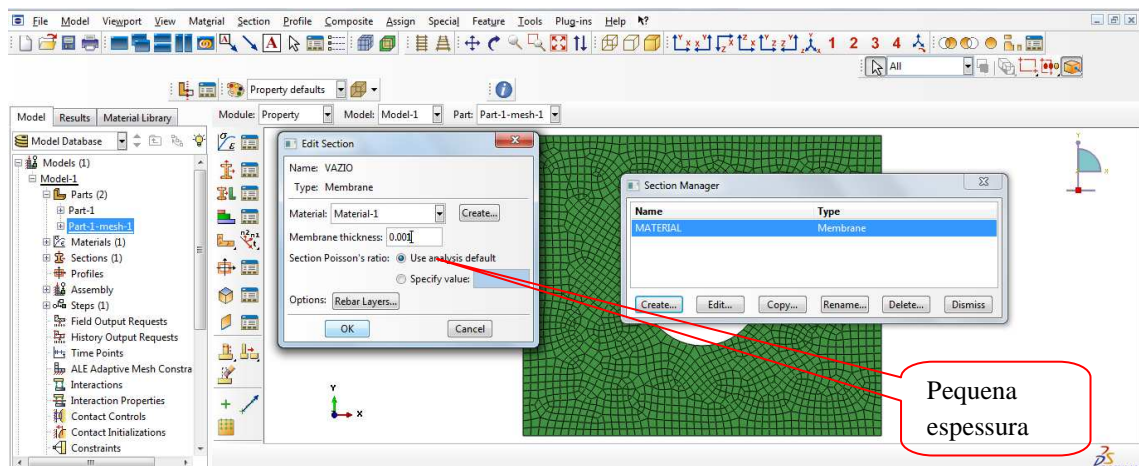 File Model Viewport View Material Section Profile Composite Assign Special Feature Tools Plug-ins Help
1 2 3 4
All
Property defaults
Model Results Material Library
Module: Property Model: Model-1 Part: Part-1-mesh-1
Model Database
Models (1)
Model-1
Parts (2)
Part-1
Part-1-mesh-1
Materials (1)
Sections (1)
Profiles
Assembly
Steps (1)
Field Output Requests
History Output Requests
Time Points
ALE Adaptive Mesh Constra
Interactions
Interaction Properties
Contact Controls
Contact Initializations
Constraints
Edit Section
Name: VAZIO
Type: Membrane
Material: Material-1 Create...
Membrane thickness: 0.001
Section Poisson's ratio: Use analysis default
Specify value:
Options: Rebar Layers...
OK Cancel
Section Manager
Name Type
MATERIAL Membrane
Create... Edit... Copy... Rename... Delete... Dismiss
Pequena
espessura
Y
X